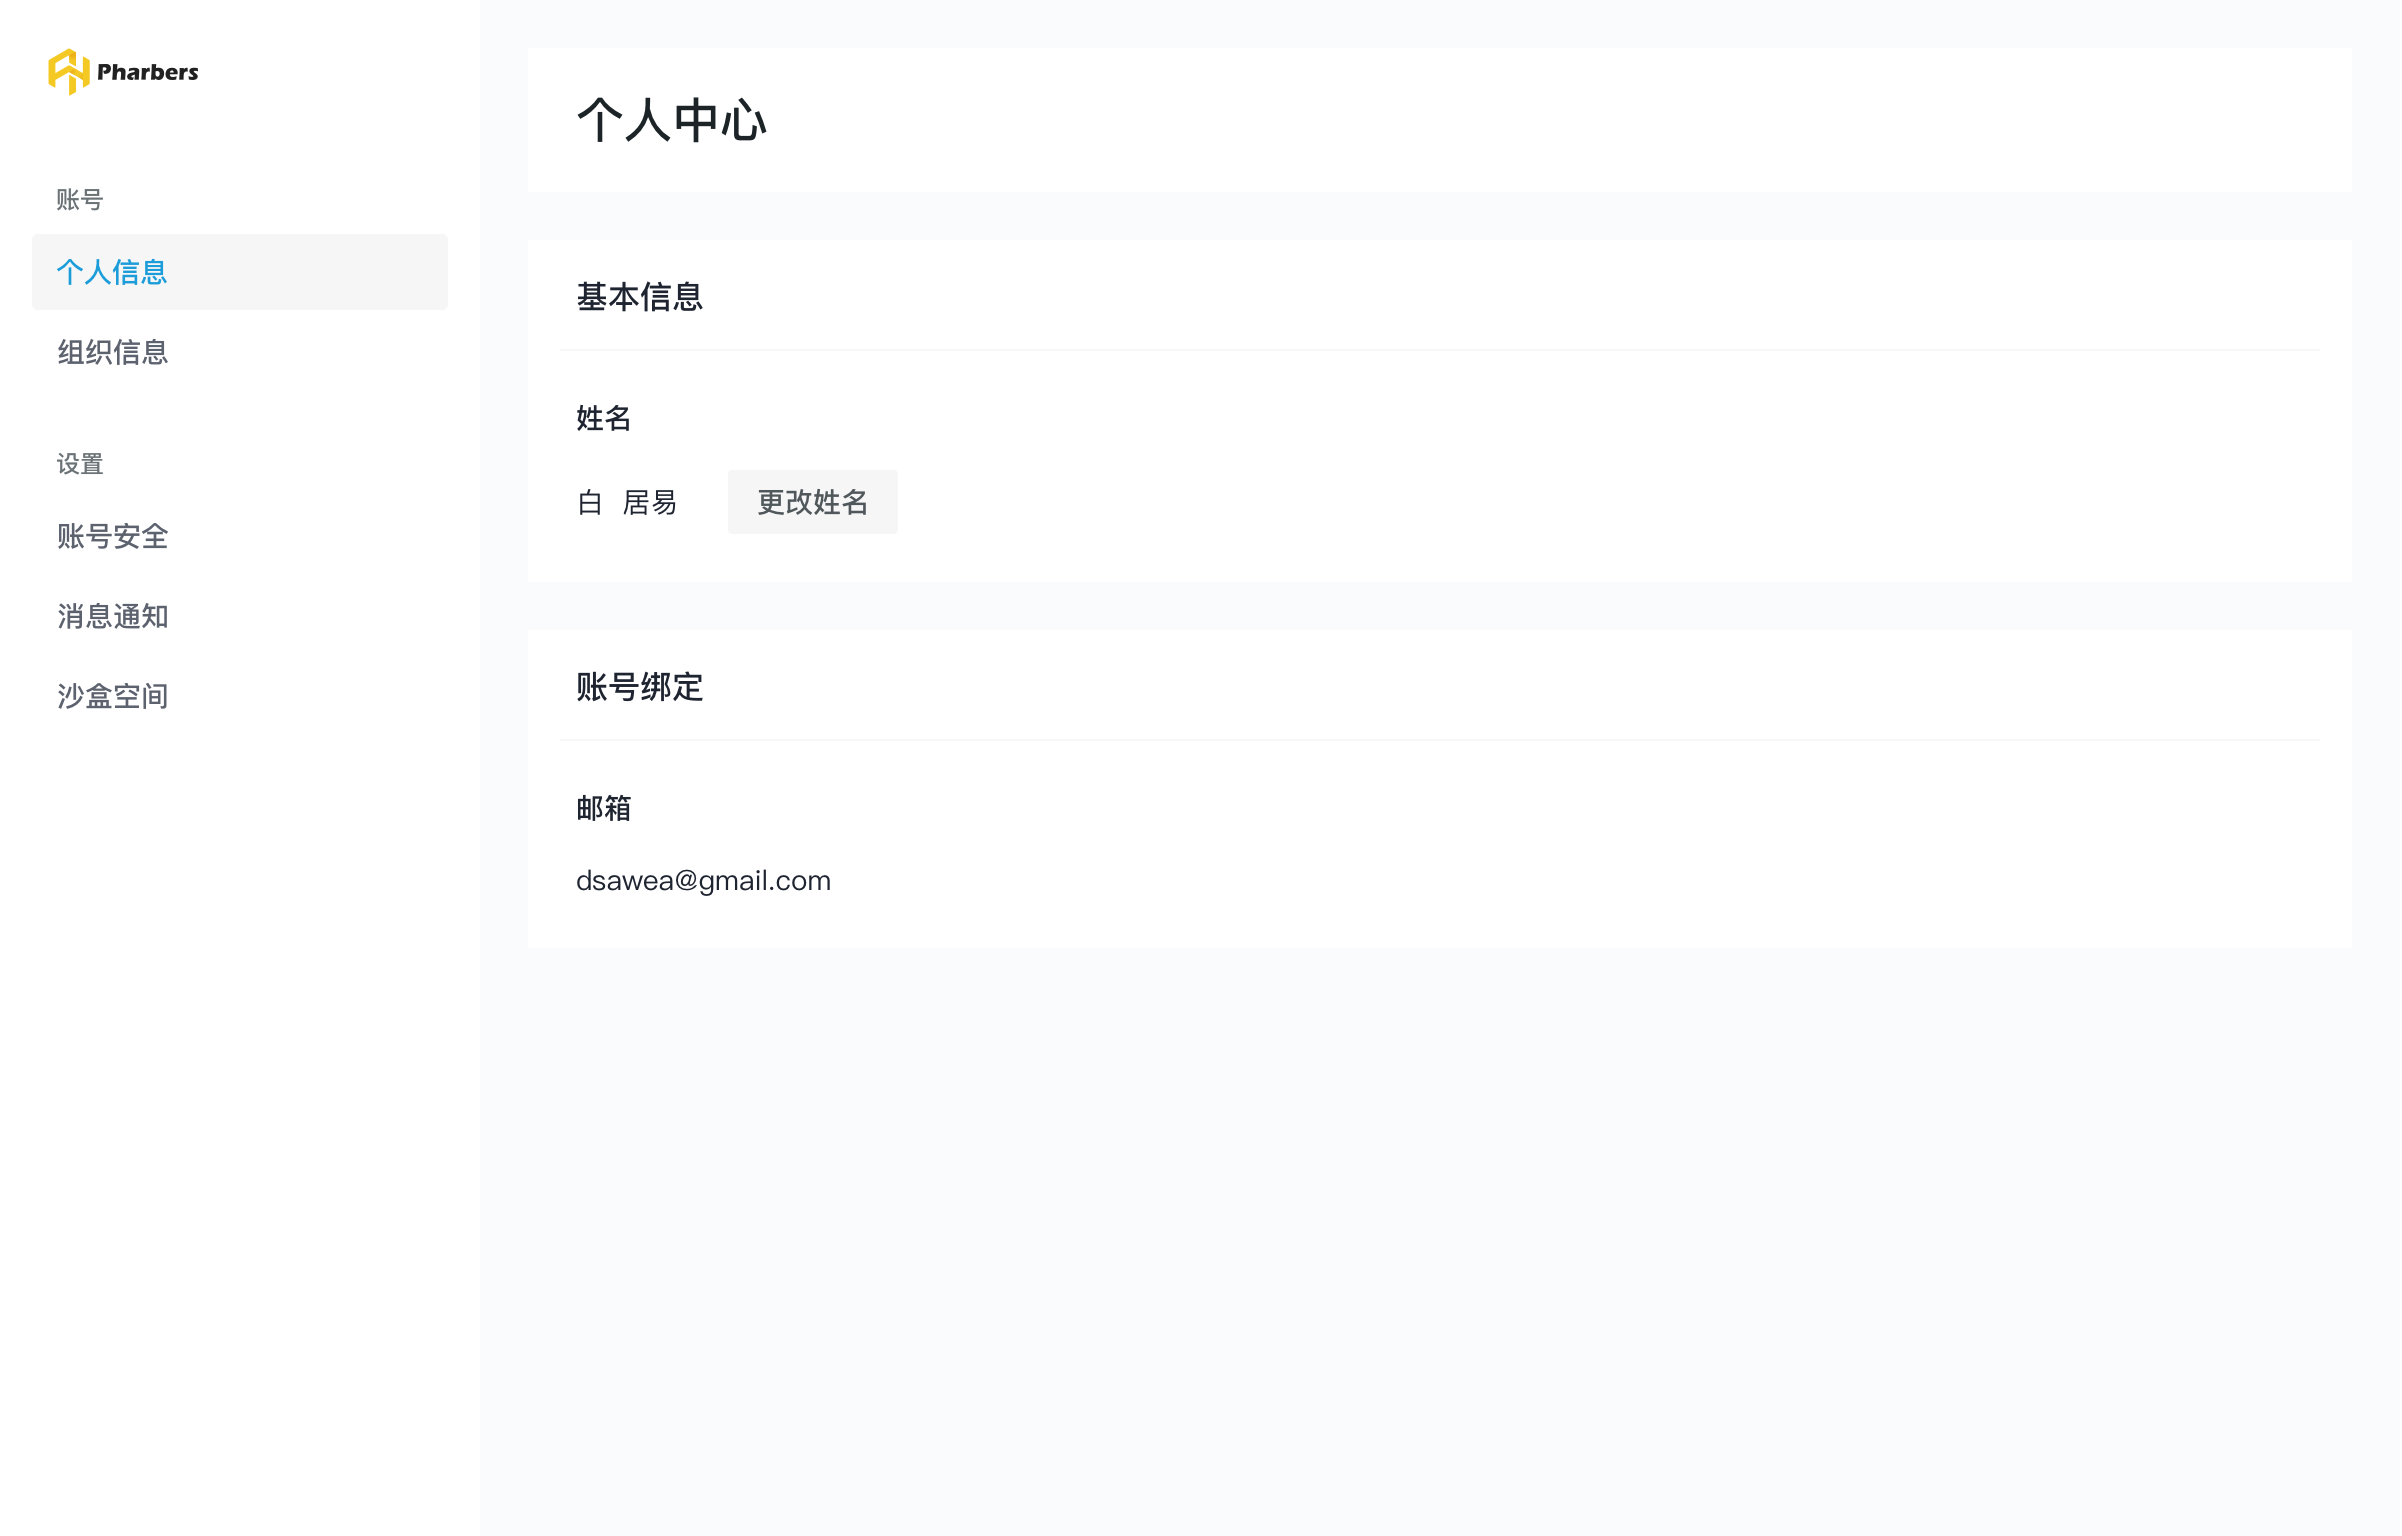 Pharbers
账号
个人信息
组织信息
设置
账号安全
消息通知
沙盒空间
个人中心
基本信息
姓名
白 居易 更改姓名
账号绑定
邮箱
dsawea@gmail.com